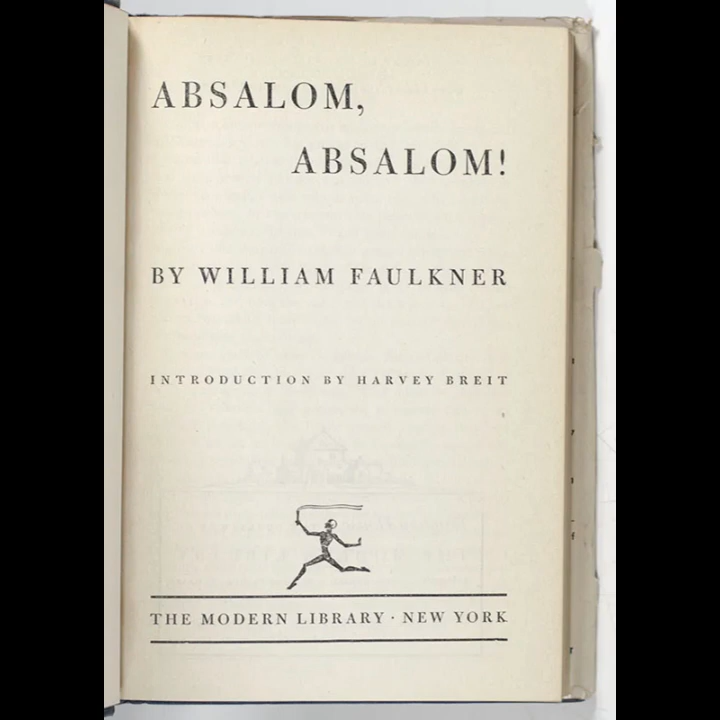 ABSALOM,
ABSALOM!
BY WILLIAM FAULKNER
INTRODUCTION BY HARVEY BREIT
THE MODERN LIBRARY · NEW YORK